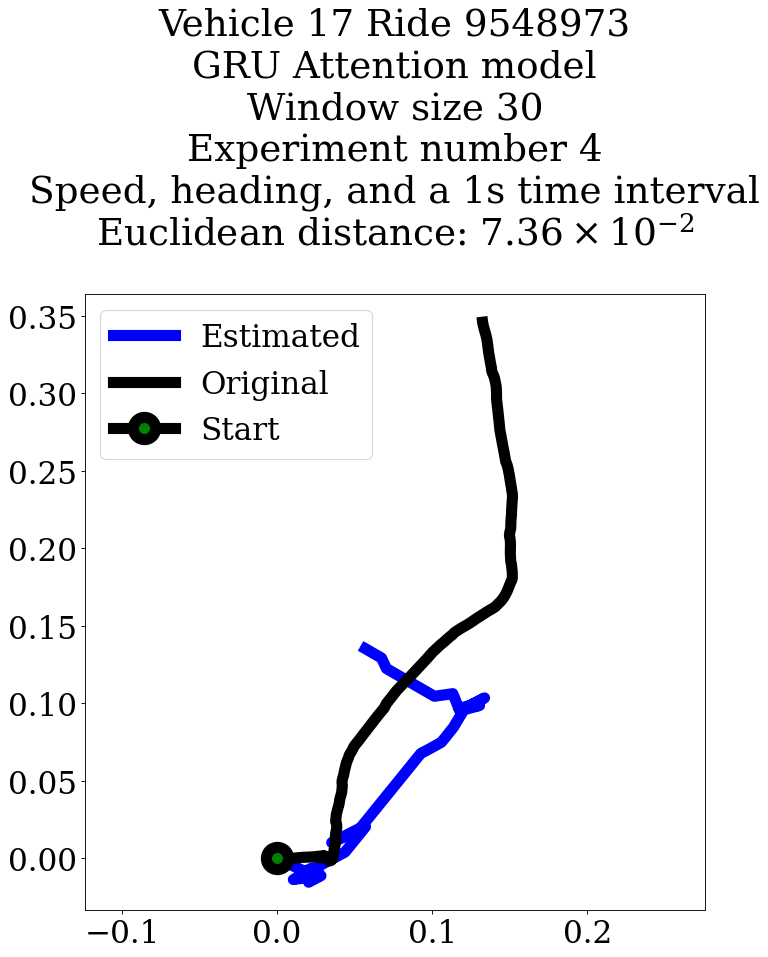 Vehicle 17 Ride 9548973
GRU Attention model
Window size 30
Experiment number 4
Speed, heading, and a 1s time interval
Euclidean distance: 7.36 × 10⁻²
Estimated
Original
Start
0.35
0.30
0.25
0.20
0.15
0.10
0.05
0.00
−0.1
0.0
0.1
0.2